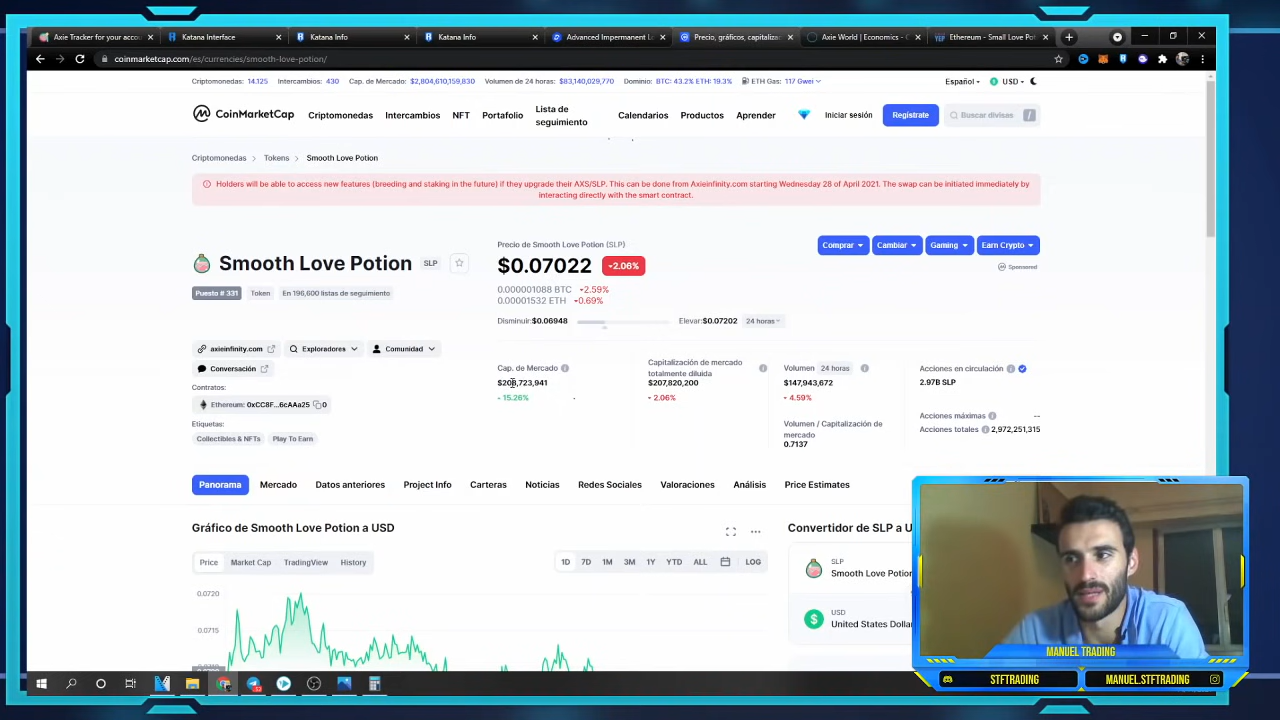 Axie Tracker for your accou
Katana Interface
Katana Info
Katana Info
Advanced Impermanent L
Precio, gráficos, capitaliza
Axie World | Economics - C
Ethereum - Small Love Pot
coinmarketcap.com/es/currencies/smooth-love-potion/
Criptomonedas: 14.125 Intercambios: 430 Cap. de Mercado: $2,804,610,159,830 Volumen de 24 horas: $83,140,029,770 Dominio: BTC: 43.2% ETH: 19.3% ETH Gas: 117 Gwei
Español
USD
CoinMarketCap
Criptomonedas
Intercambios
NFT
Portafolio
Lista de
seguimiento
Calendarios
Productos
Aprender
Iniciar sesión
Regístrate
Buscar divisas
/
Criptomonedas > Tokens > Smooth Love Potion
Holders will be able to access new features (breeding and staking in the future) if they upgrade their AXS/SLP. This can be done from Axieinfinity.com starting Wednesday 28 of April 2021. The swap can be initiated immediately by
interacting directly with the smart contract.
Smooth Love Potion SLP
Puesto # 331
Token
En 196,600 listas de seguimiento
Precio de Smooth Love Potion (SLP)
$0.07022 2.06%
0.000001088 BTC 2.59%
0.00001532 ETH 0.69%
Disminuir:$0.06948
Elevar:$0.07202
24 horas
Comprar
Cambiar
Gaming
Earn Crypto
Sponsored
axieinfinity.com
Exploradores
Comunidad
Conversación
Contratos:
Ethereum: 0xCC8F...6cAAa25 0
Etiquetas:
Collectibles & NFTs
Play To Earn
Cap. de Mercado
15.26%
Capitalización de mercado
totalmente diluida
$207,820,200
2.06%
Volumen 24 horas
$147,943,672
4.59%
Volumen / Capitalización de
mercado
0.7137
Acciones en circulación
2.97B SLP
Acciones máximas --
Acciones totales 2,972,251,315
Panorama
Mercado
Datos anteriores
Project Info
Carteras
Noticias
Redes Sociales
Valoraciones
Análisis
Price Estimates
Gráfico de Smooth Love Potion a USD
Price
Market Cap
TradingView
History
1D
7D
1M
3M
1Y
YTD
ALL
LOG
0.0720
0.0715
Convertidor de SLP a U
SLP
Smooth Love Potion
USD
United States Dolla
MANUEL TRADING
STFTRADING
MANUEL.STFTRADING